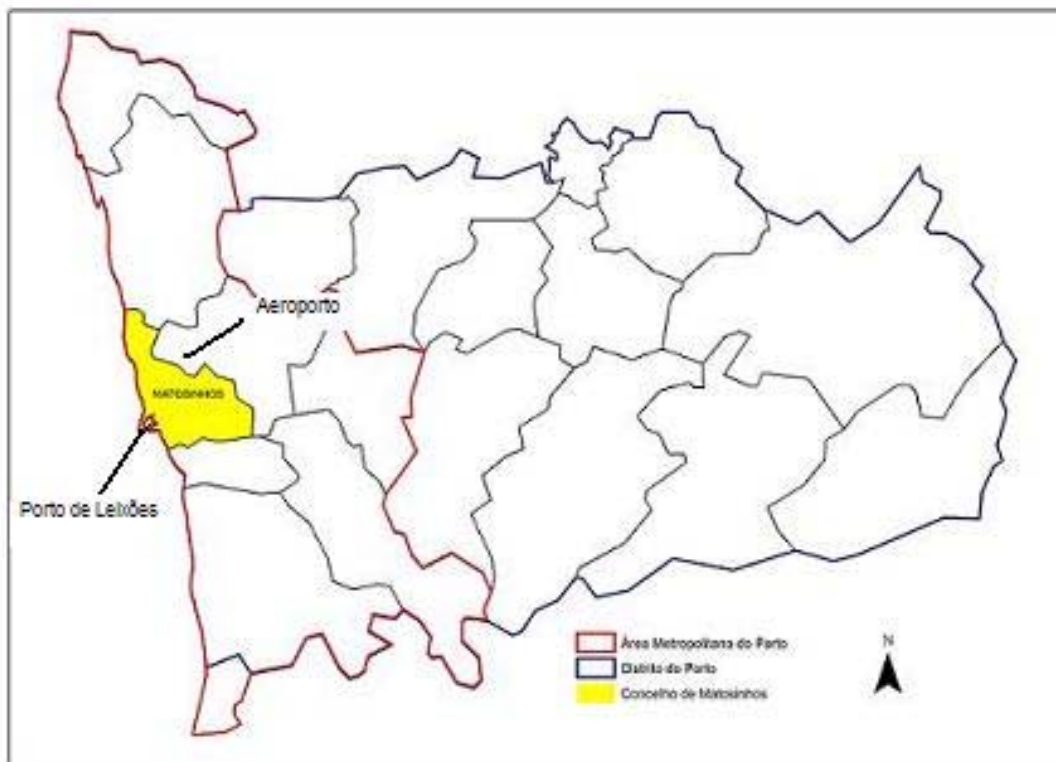 Aeroporto
MATOSINHOS
Porto de Leixões
Área Metropolitana do Porto
Distrito do Porto
Concelho de Matosinhos
N